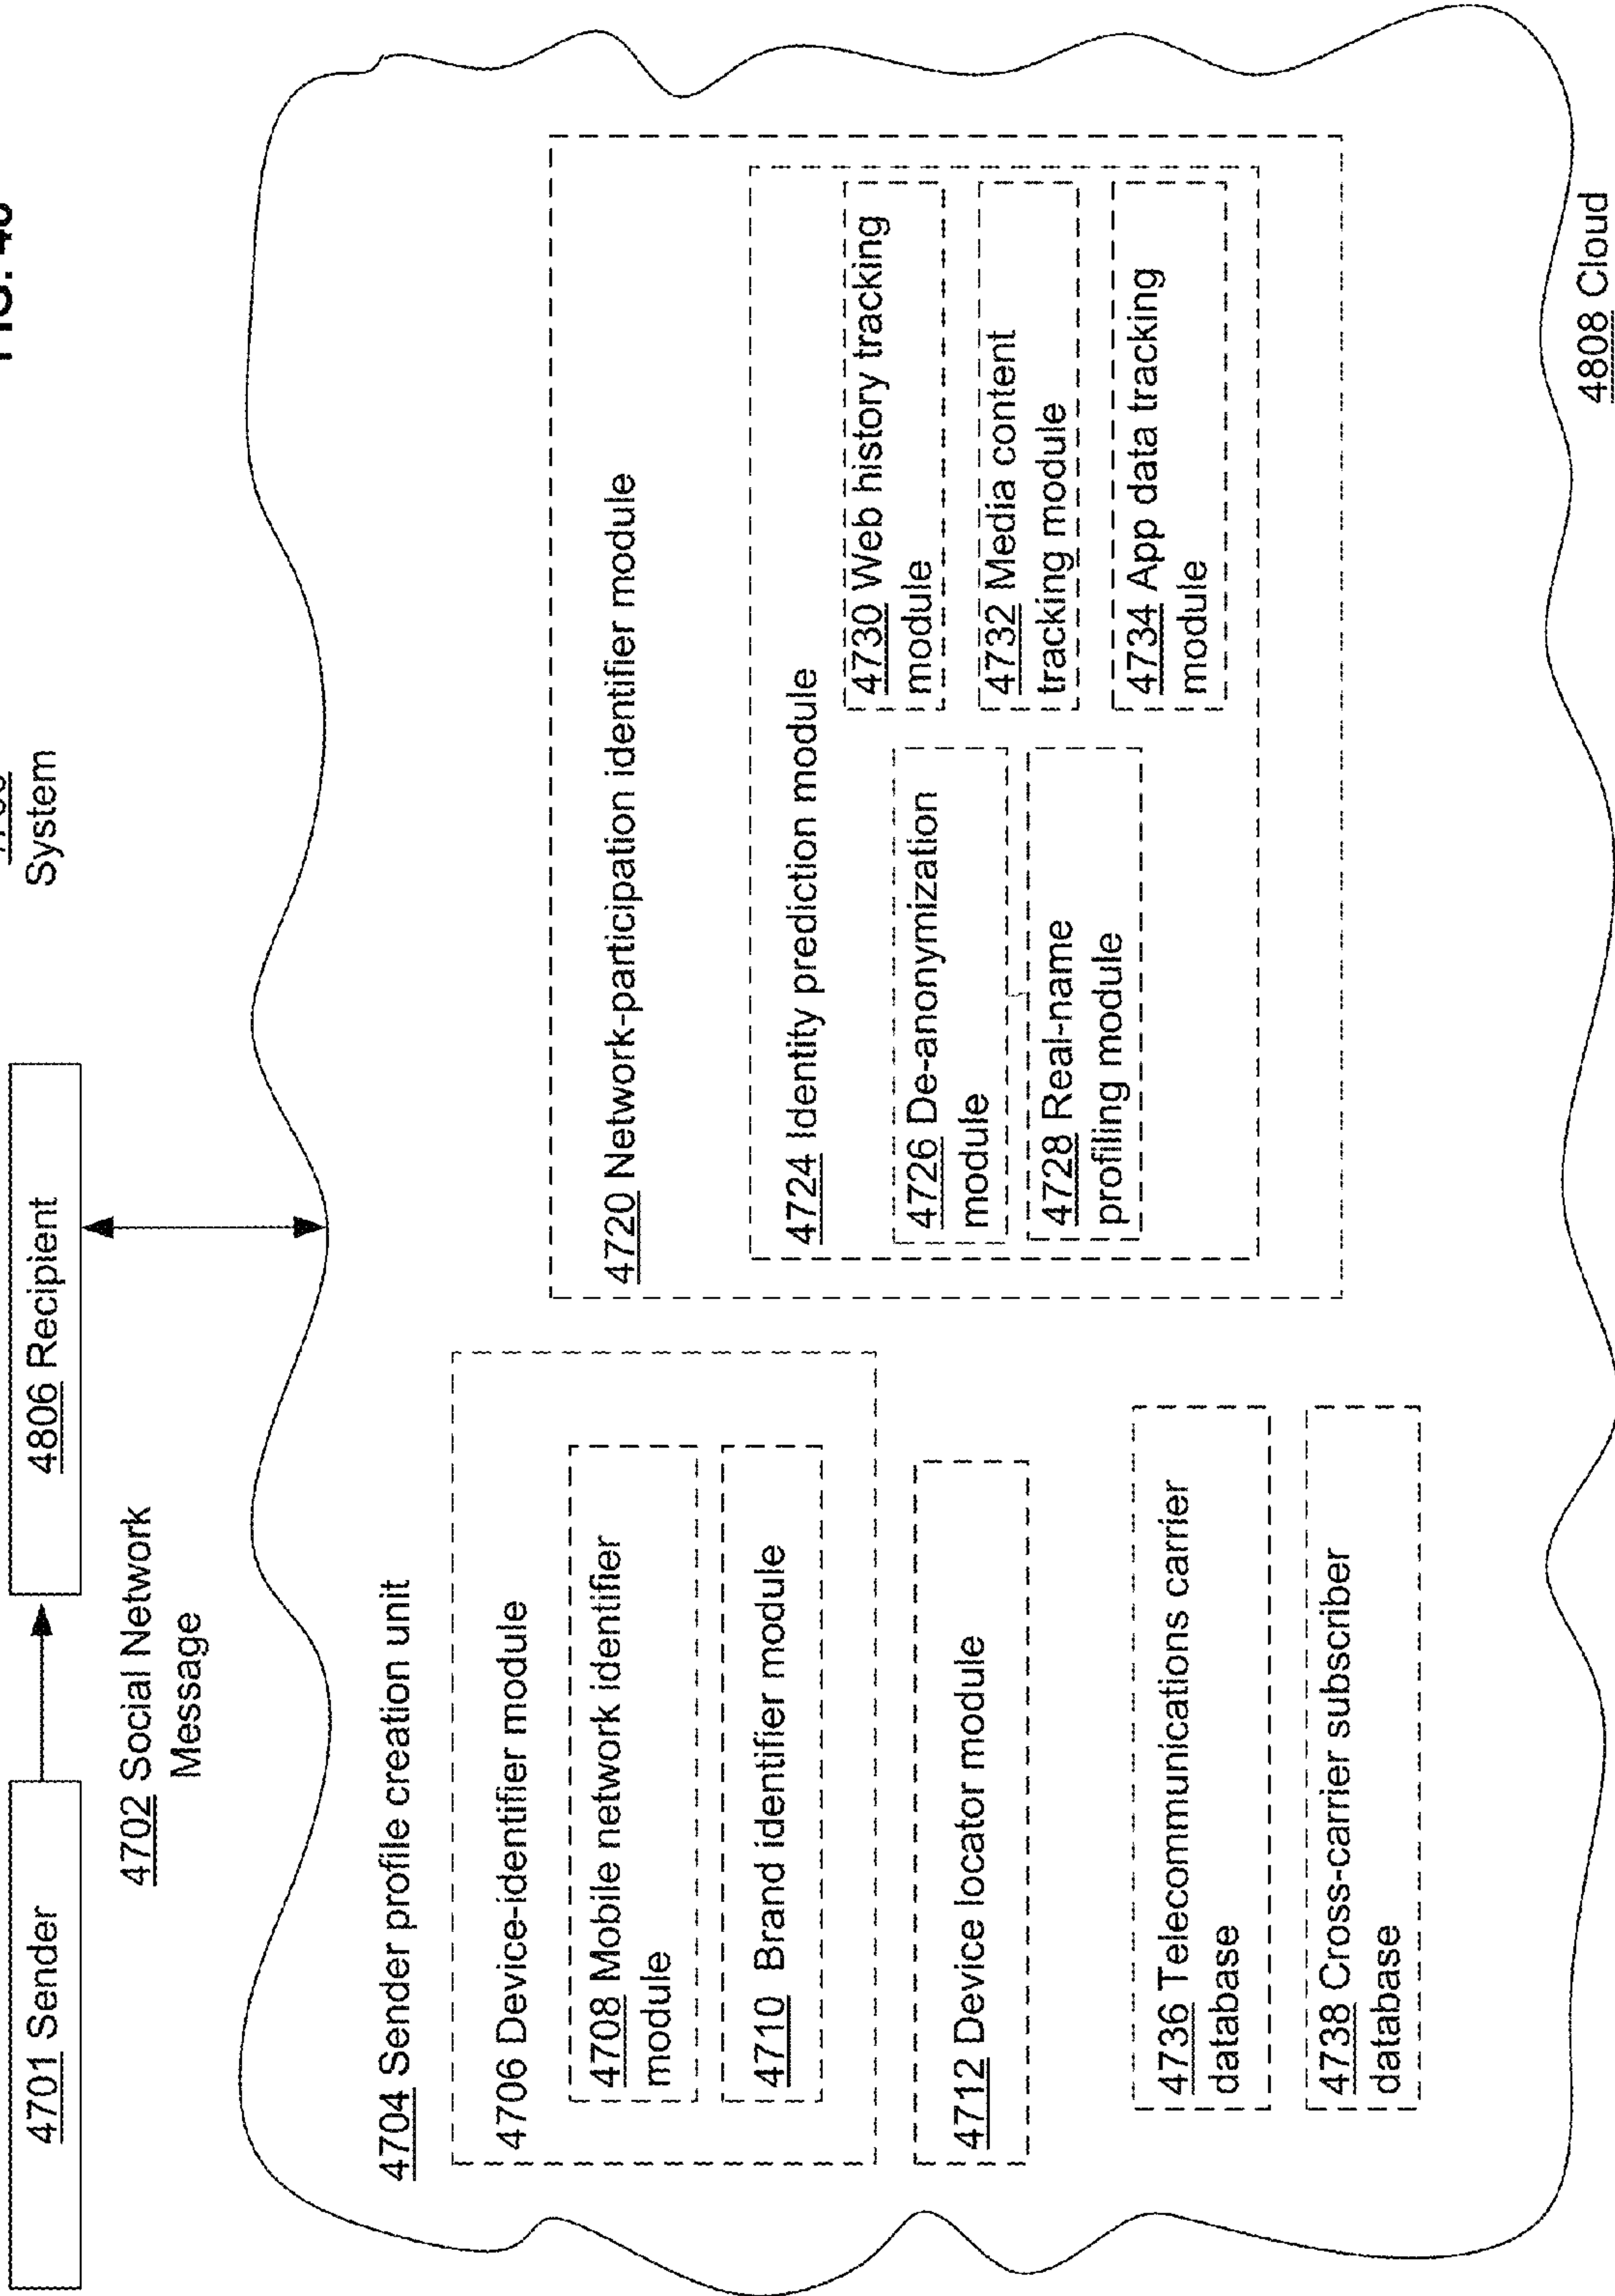 System
4701 Sender
4806 Recipient
4702 Social Network
Message
4704 Sender profile creation unit
4706 Device-identifier module
4708 Mobile network identifier
module
4710 Brand identifier module
4712 Device locator module
4736 Telecommunications carrier
database
4738 Cross-carrier subscriber
database
4720 Network-participation identifier module
4724 Identity prediction module
4726 De-anonymization
module
4728 Real-name
profiling module
4730 Web history tracking
module
4732 Media content
tracking module
4734 App data tracking
module
4808 Cloud